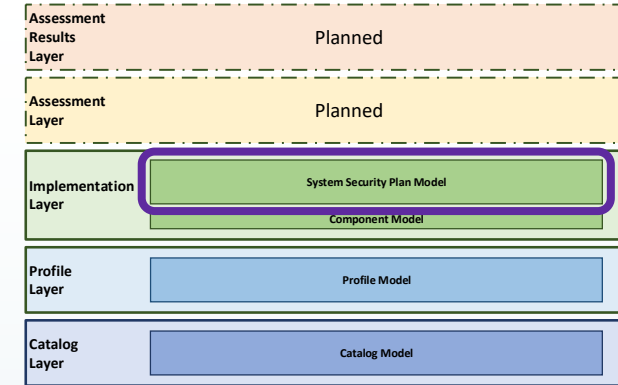 Assessment
Results
Layer
Planned
Assessment
Layer
Planned
Implementation
Layer
System Security Plan Model
Component Model
Profile
Layer
Profile Model
Catalog
Layer
Catalog Model